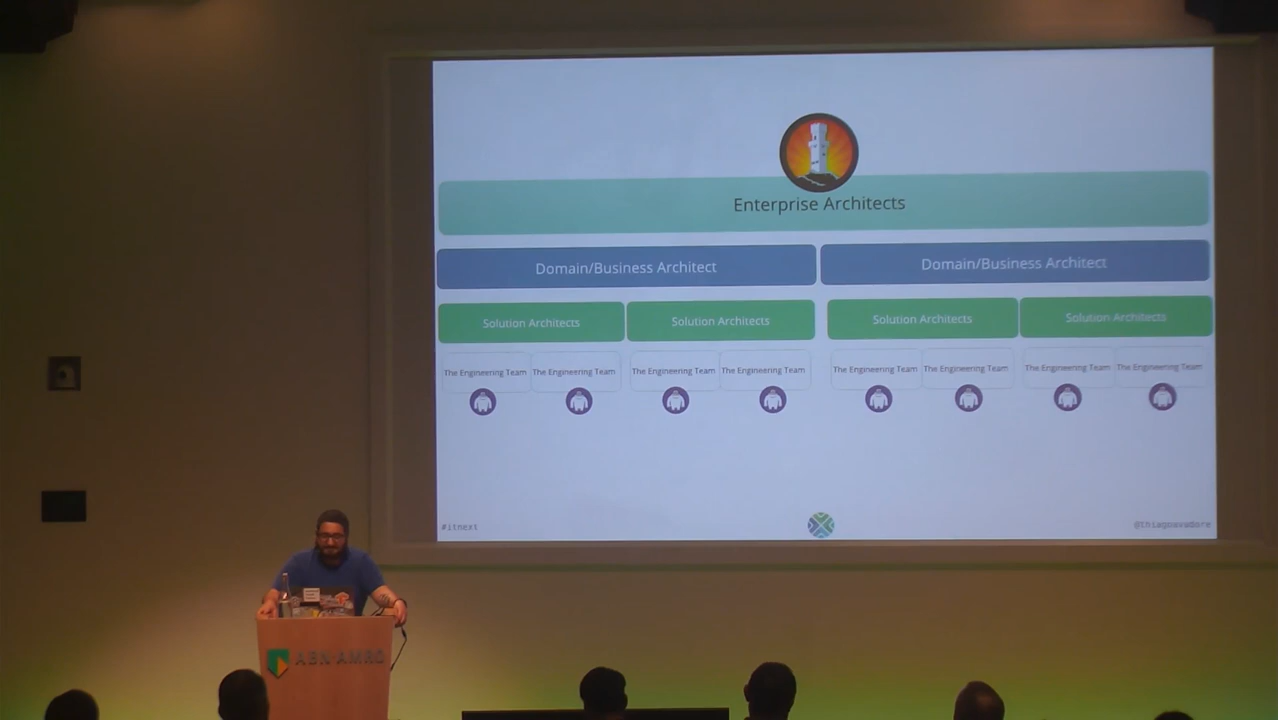 Enterprise Architects
Domain/Business Architect Domain/Business Architect
Solution Architects Solution Architects Solution Architects Solution Architects
The Engineering Team The Engineering Team The Engineering Team The Engineering Team The Engineering Team The Engineering Team The Engineering Team The Engineering Team
#itnext @thiagoavadore
ABN·AMRO